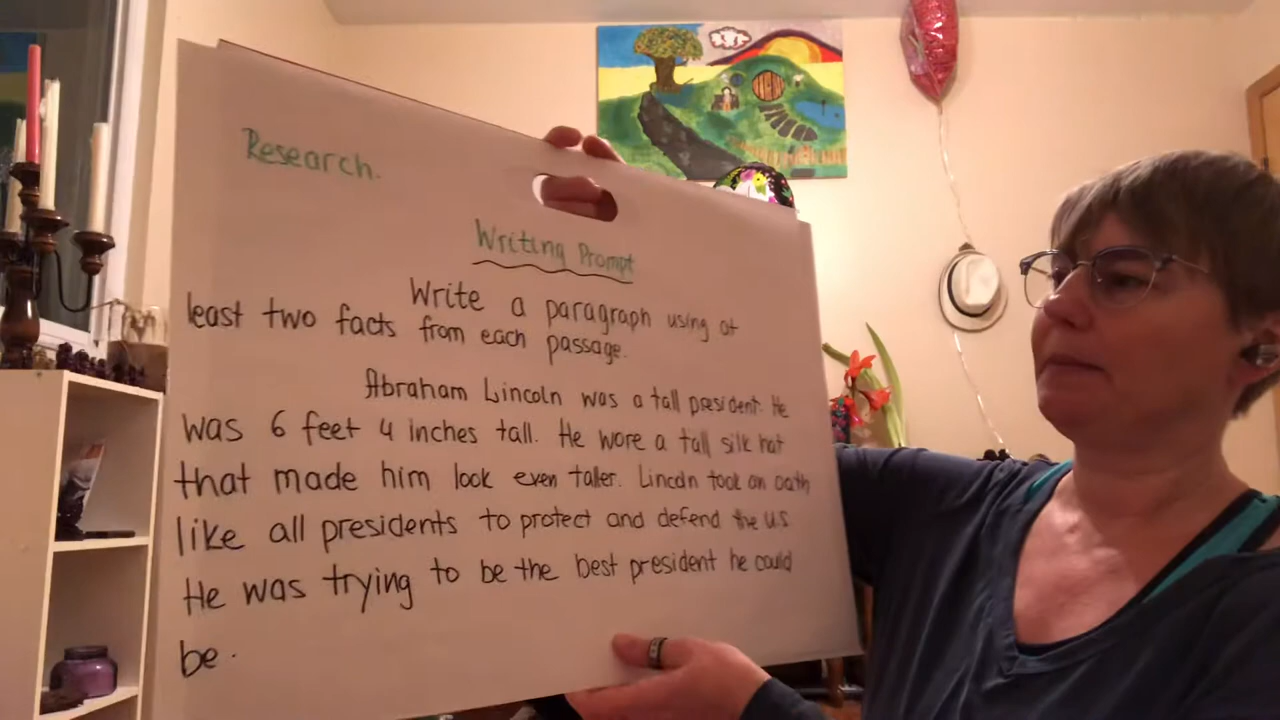 Research.
Writing Prompt
Write a paragraph using at
least two facts from each passage.
Abraham Lincoln was a tall president. He
was 6 feet 4 inches tall. He wore a tall silk hat
that made him look even taller. Lincoln took an oath
like all presidents to protect and defend the U.S
He was trying to be the best president he could
be.